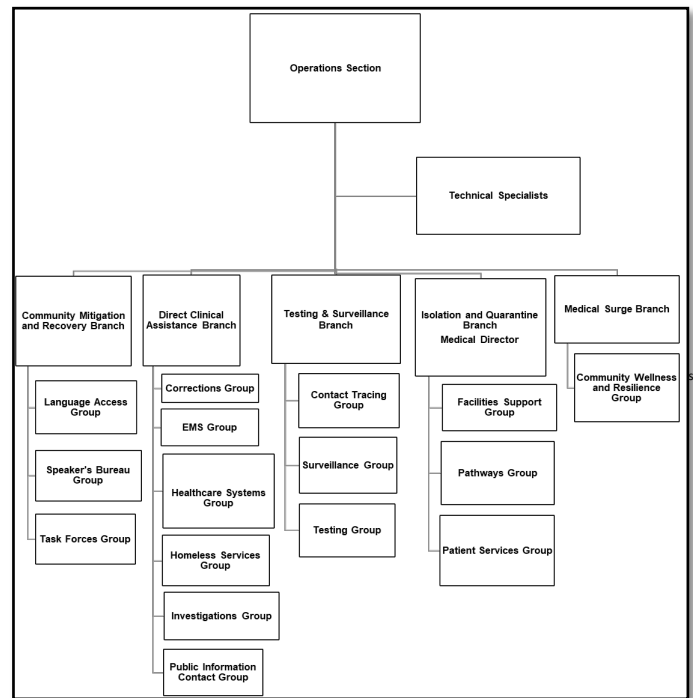 Operations Section
Technical Specialists
Community Mitigation
and Recovery Branch
Direct Clinical
Assistance Branch
Testing & Surveillance
Branch
Isolation and Quarantine
Branch
Medical Director
Medical Surge Branch
Language Access
Group
Speaker's Bureau
Group
Task Forces Group
Corrections Group
EMS Group
Healthcare Systems
Group
Homeless Services
Group
Investigations Group
Public Information
Contact Group
Contact Tracing
Group
Surveillance Group
Testing Group
Facilities Support
Group
Pathways Group
Patient Services Group
Community Wellness
and Resilience
Group
s